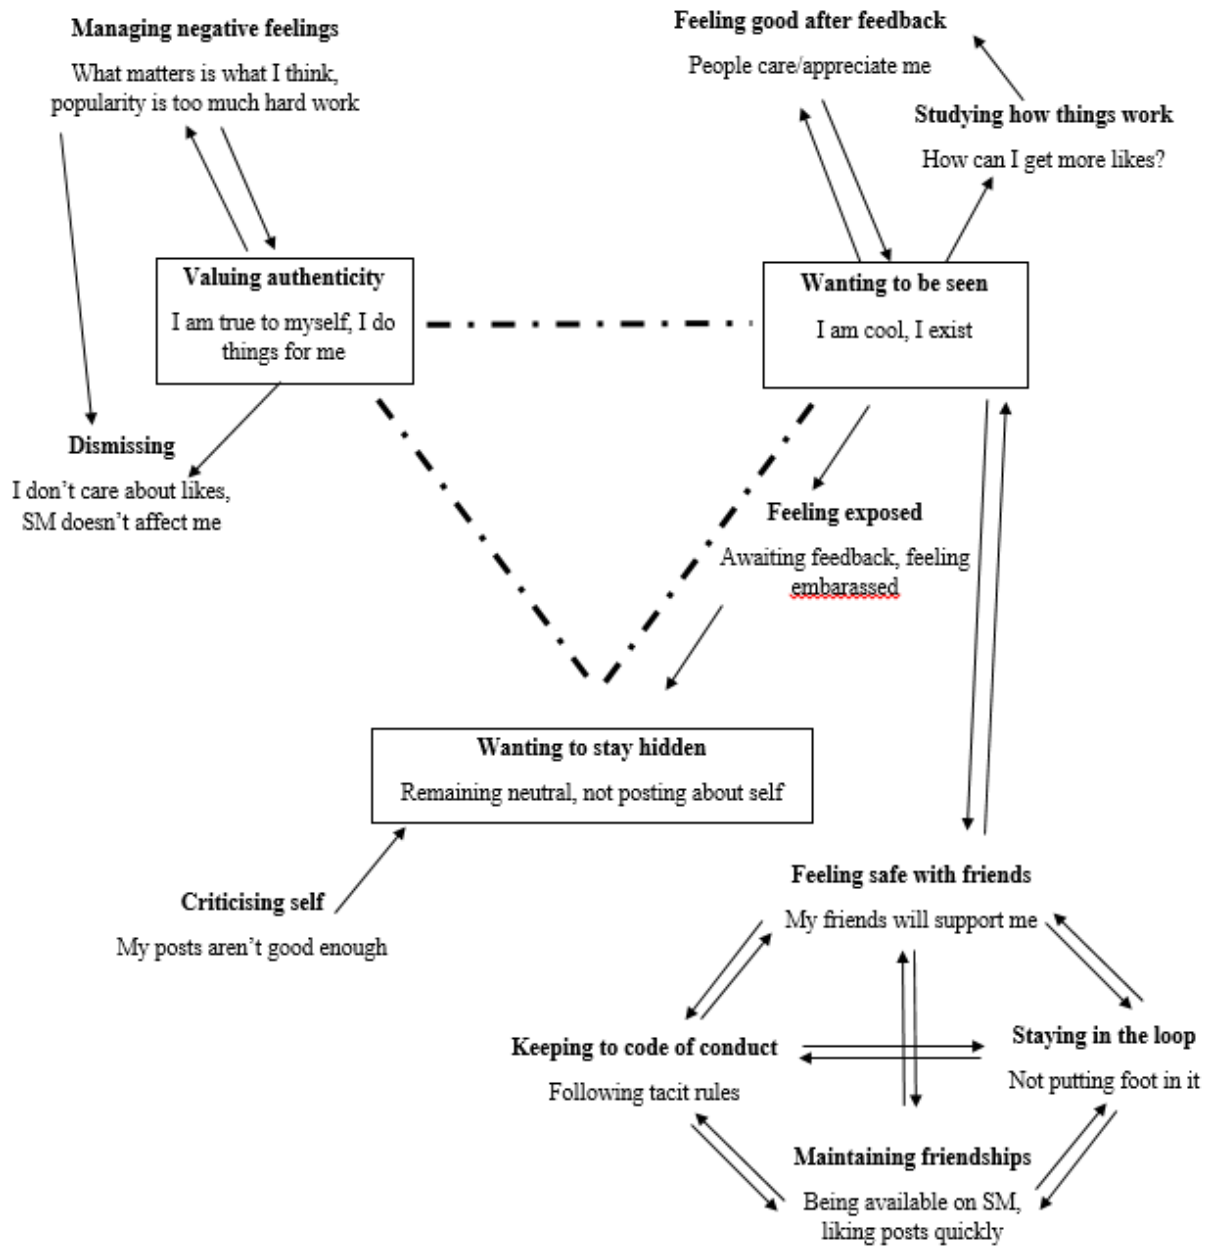 Managing negative feelings
What matters is what I think,
popularity is too much hard work
Feeling good after feedback
People care/appreciate me
Studying how things work
How can I get more likes?
Valuing authenticity
I am true to myself, I do
things for me
Wanting to be seen
I am cool, I exist
Dismissing
I don’t care about likes,
SM doesn’t affect me
Feeling exposed
Awaiting feedback, feeling
embarassed
Wanting to stay hidden
Remaining neutral, not posting about self
Criticising self
My posts aren’t good enough
Feeling safe with friends
My friends will support me
Keeping to code of conduct
Following tacit rules
Staying in the loop
Not putting foot in it
Maintaining friendships
Being available on SM,
liking posts quickly